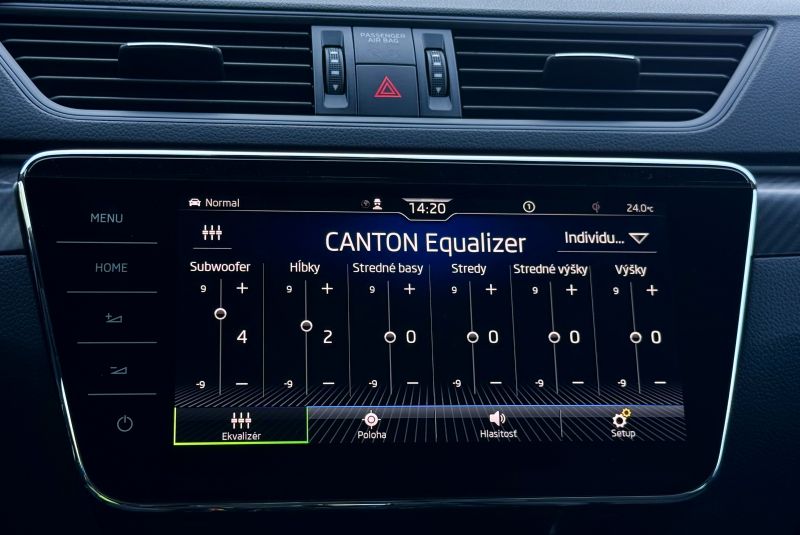 PASSENGER
AIR BAG
MENU
HOME
Normal 14:20 1 24.0°C
CANTON Equalizer Individu...
Subwoofer Hĺbky Stredné basy Stredy Stredné výšky Výšky
9 + 9 + 9 + 9 + 9 + 9 +
4 2 0 0 0 0
-9 — -9 — -9 — -9 — -9 — -9 —
Ekvalizér Poloha Hlasitosť Setup